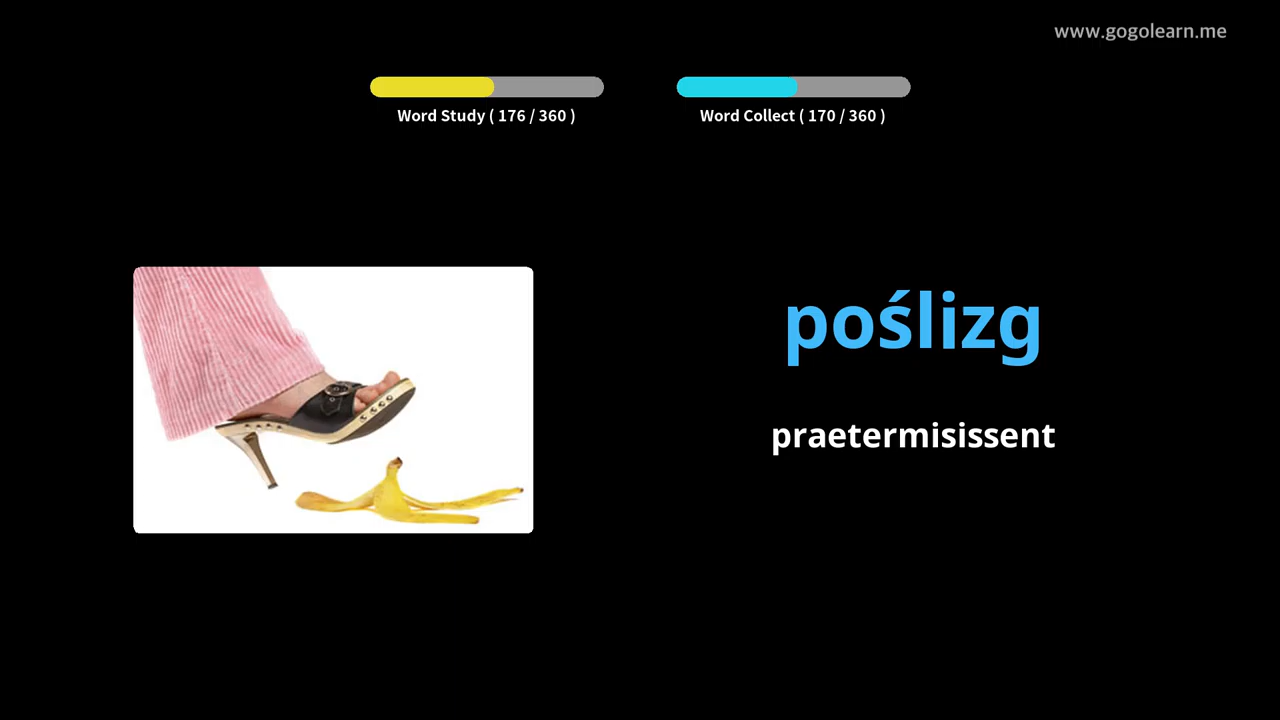 www.gogolearn.me
Word Study ( 176 / 360 )
Word Collect ( 170 / 360 )
poślizg
praetermisissent